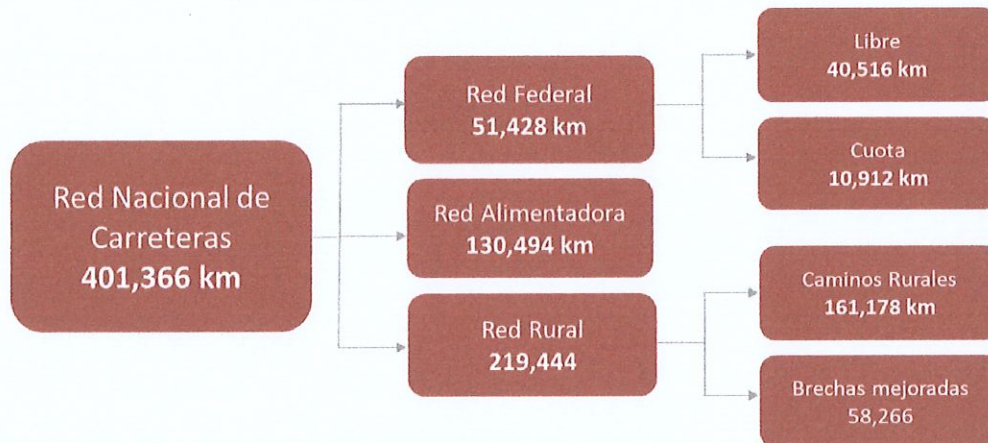 Red Nacional de
Carreteras
401,366 km
Red Federal
51,428 km
Libre
40,516 km
Cuota
10,912 km
Red Alimentadora
130,494 km
Red Rural
219,444
Caminos Rurales
161,178 km
Brechas mejoradas
58,266